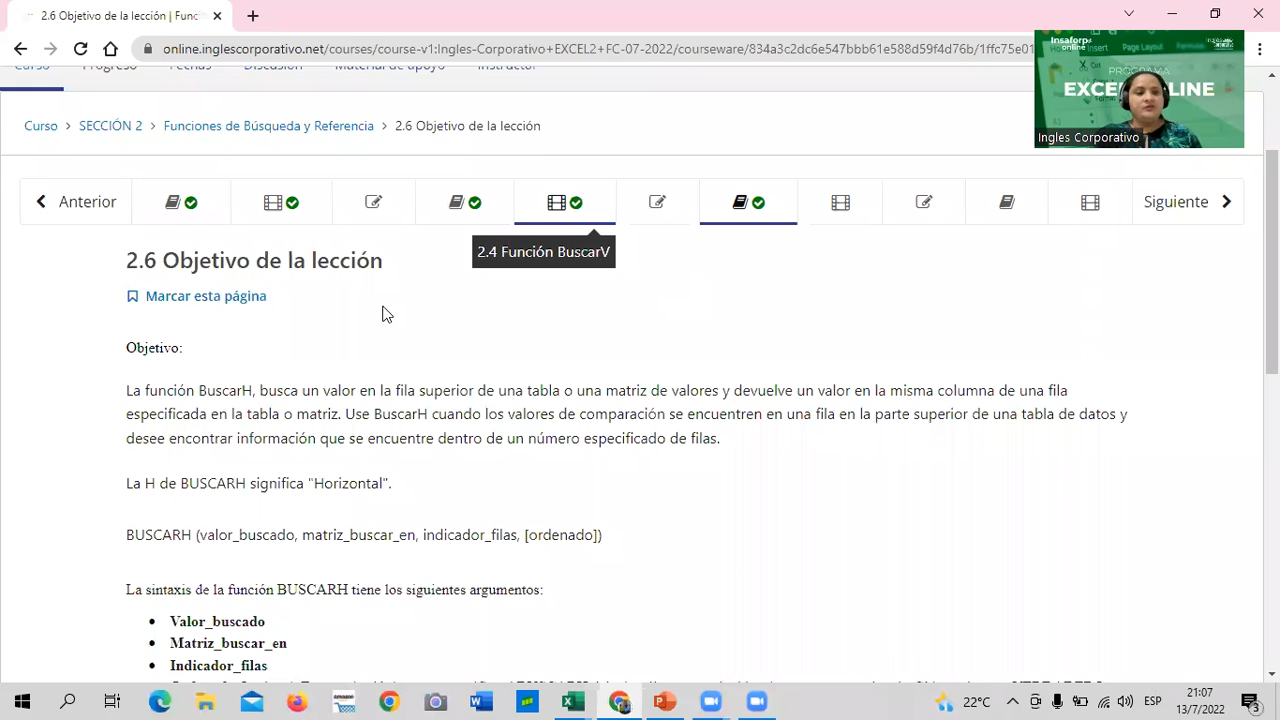 2.6 Objetivo de la lección | Func
online.inglescorporativo.net/courses/course-v1:Ingles-Corporativo+EXCEL2+FC-07-2022/courseware/
Insaforp
online
Insert
Page Layout
Formulas
PROGRAMA
EXCEL ONLINE
Ingles Corporativo
Curso
Progreso
Fechas
Discusión
Material de apoyo
Instructor
Curso > SECCIÓN 2 > Funciones de Búsqueda y Referencia > 2.6 Objetivo de la lección
Anterior
Siguiente
2.4 Función BuscarV
2.6 Objetivo de la lección
Marcar esta página
Objetivo:
La función BuscarH, busca un valor en la fila superior de una tabla o una matriz de valores y devuelve un valor en la misma columna de una fila
especificada en la tabla o matriz. Use BuscarH cuando los valores de comparación se encuentren en una fila en la parte superior de una tabla de datos y
desee encontrar información que se encuentre dentro de un número especificado de filas.
La H de BUSCARH significa "Horizontal".
BUSCARH (valor_buscado, matriz_buscar_en, indicador_filas, [ordenado])
La sintaxis de la función BUSCARH tiene los siguientes argumentos:
• Valor_buscado
• Matriz_buscar_en
• Indicador_filas
22°C
ESP
21:07
13/7/2022
3